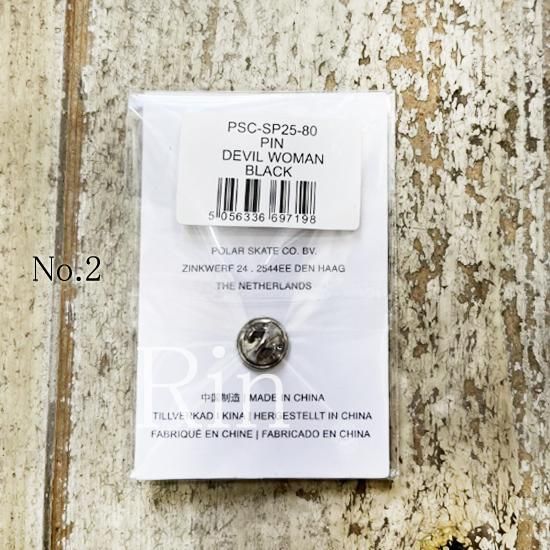 PSC-SP25-80
PIN
DEVIL WOMAN
BLACK
5 056336 697198
POLAR SKATE CO. BV.
ZINKWERF 24 . 2544EE DEN HAAG
THE NETHERLANDS
No.2
Rin
中国制造 | MADE IN CHINA
TILLVERKAD I KINA | HERGESTELLT IN CHINA
FABRIQUÉ EN CHINE | FABRICADO EN CHINA